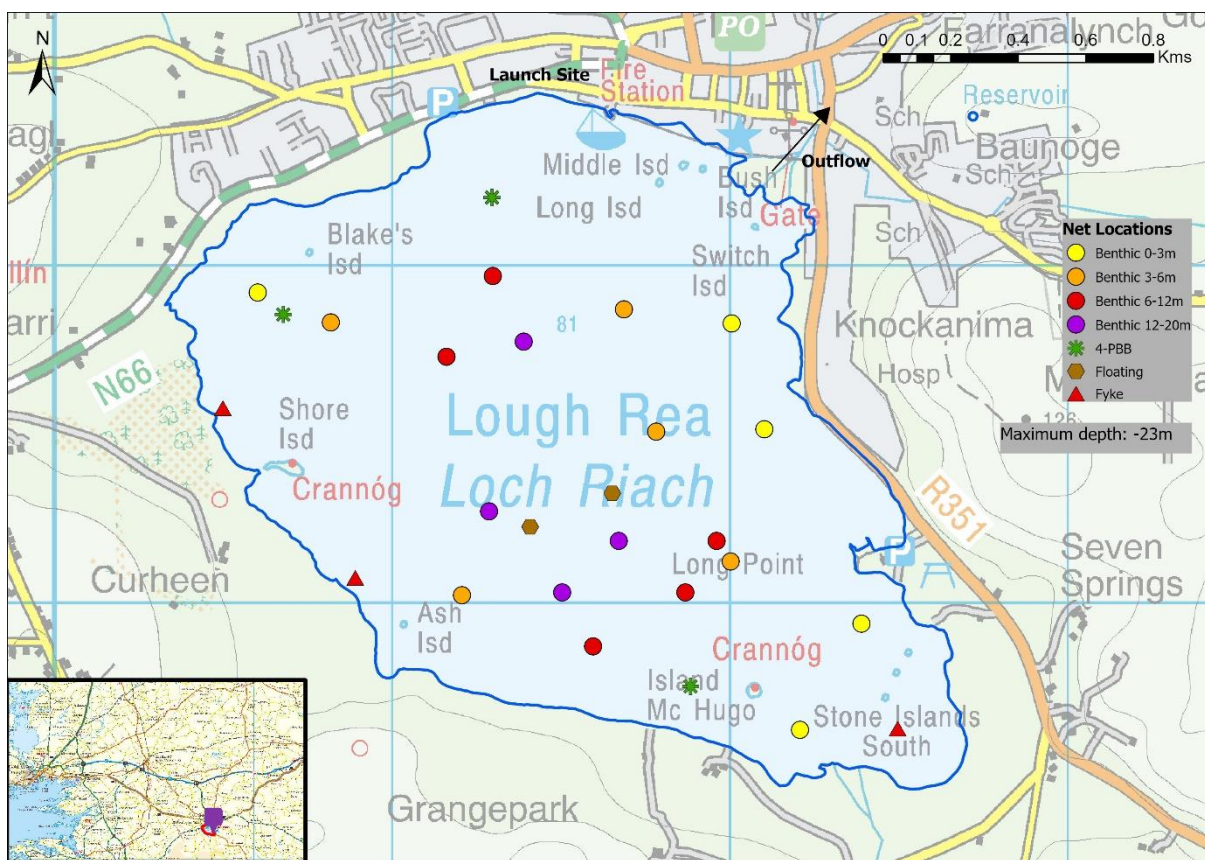 N
Launch Site
PO
Fire
Station
Farrianalynch
0 0.1 0.2 0.4 0.6 0.8
Kms
P
Reservoir
Sch
Baunoge
Sch
Middle Isd
Outflow
Long Isd
Bush
Isd
Gate
Blake's
Isd
Switch
Isd
Sch
llín
arri
81
Knockanima
Hosp
N66
Net Locations
Benthic 0-3m
Benthic 3-6m
Benthic 6-12m
Benthic 12-20m
4-PBB
Floating
Fyke
126
Maximum depth: -23m
Shore
Isd
Crannóg
Lough Rea
Loch Riach
R351
Curheen
Long Point
P
Seven
Springs
Ash
Isd
Crannóg
Island
Mc Hugo
Stone Islands
South
Grangepark